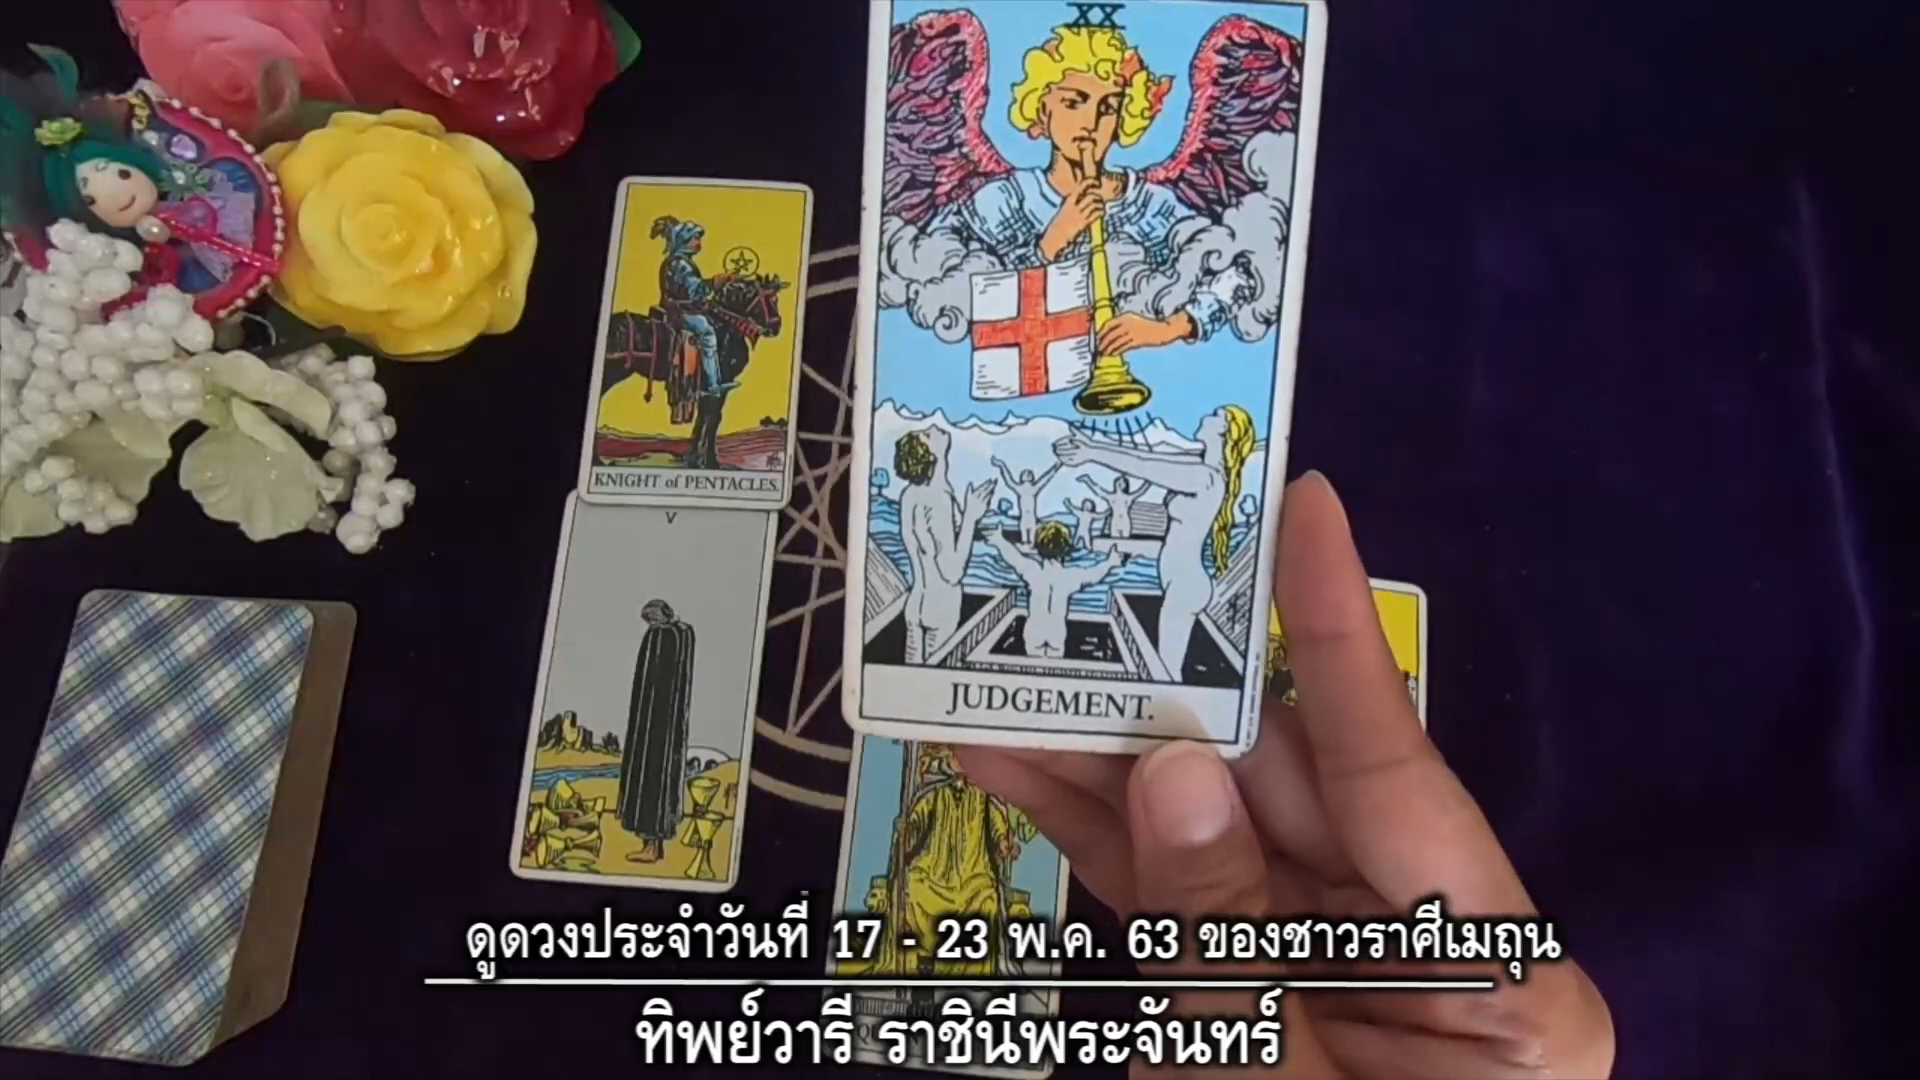 XX
JUDGEMENT.
KNIGHT of PENTACLES.
V
ดูดวงประจำวันที่ 17 - 23 พ.ค. 63 ของชาวราศีเมถุน
ทิพย์วารี ราชินีพระจันทร์